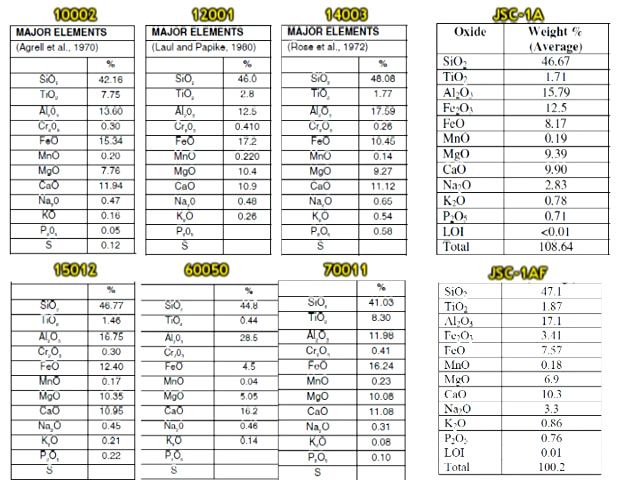 10002
MAJOR ELEMENTS
(Agrell et al., 1970)
%
SiO₂ 42.16
TiO₂ 7.75
Al₂O₃ 13.60
Cr₂O₃ 0.30
FeO 15.34
MnO 0.20
MgO 7.76
CaO 11.94
Na₂O 0.47
KO 0.16
P₂O₅ 0.05
S 0.12
12001
MAJOR ELEMENTS
(Laul and Papike, 1980)
%
SiO₂ 46.0
TiO₂ 2.8
Al₂O₃ 12.5
Cr₂O₃ 0.410
FeO 17.2
MnO 0.220
MgO 10.4
CaO 10.9
Na₂O 0.48
K₂O 0.26
P₂O₅
S
14003
MAJOR ELEMENTS
(Rose et al., 1972)
%
SiO₂ 48.08
TiO₂ 1.77
Al₂O₃ 17.59
Cr₂O₃ 0.26
FeO 10.45
MnO 0.14
MgO 9.27
CaO 11.12
Na₂O 0.65
K₂O 0.54
P₂O₅ 0.58
S
JSC-1A
Oxide Weight %
(Average)
SiO₂ 46.67
TiO₂ 1.71
Al₂O₃ 15.79
Fe₂O₃ 12.5
FeO 8.17
MnO 0.19
MgO 9.39
CaO 9.90
Na₂O 2.83
K₂O 0.78
P₂O₅ 0.71
LOI <0.01
Total 108.64
15012
%
SiO₂ 46.77
TiO₂ 1.46
Al₂O₃ 16.75
Cr₂O₃ 0.30
FeO 12.40
MnO 0.17
MgO 10.35
CaO 10.95
Na₂O 0.45
K₂O 0.21
P₂O₅ 0.22
S
60050
%
SiO₂ 44.8
TiO₂ 0.44
Al₂O₃ 28.5
Cr₂O₃
FeO 4.5
MnO 0.04
MgO 5.05
CaO 16.2
Na₂O 0.46
K₂O 0.14
P₂O₅
S
70011
%
SiO₂ 41.03
TiO₂ 8.30
Al₂O₃ 11.98
Cr₂O₃ 0.41
FeO 16.24
MnO 0.23
MgO 10.08
CaO 11.08
Na₂O 0.31
K₂O 0.08
P₂O₅ 0.10
S
JSC-1AF
SiO₂ 47.1
TiO₂ 1.87
Al₂O₃ 17.1
Fe₂O₃ 3.41
FeO 7.57
MnO 0.18
MgO 6.9
CaO 10.3
Na₂O 3.3
K₂O 0.86
P₂O₅ 0.76
LOI 0.01
Total 100.2